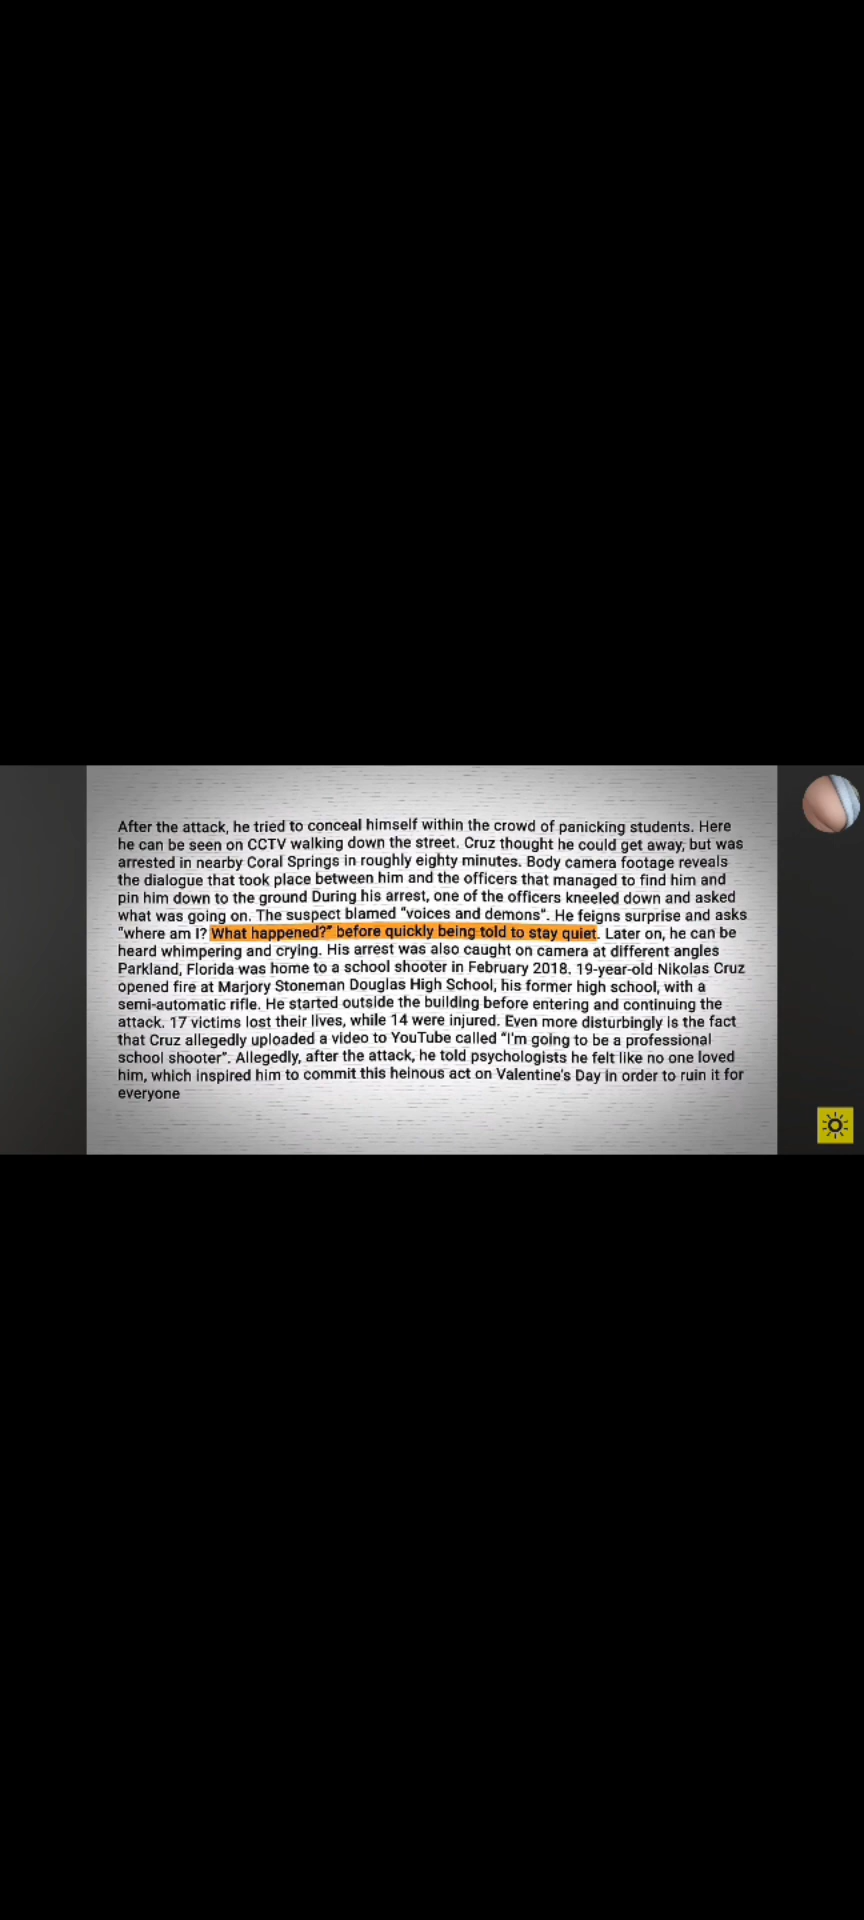 After the attack, he tried to conceal himself within the crowd of panicking students. Here
he can be seen on CCTV walking down the street. Cruz thought he could get away, but was
arrested in nearby Coral Springs in roughly eighty minutes. Body camera footage reveals
the dialogue that took place between him and the officers that managed to find him and
pin him down to the ground During his arrest, one of the officers kneeled down and asked
what was going on. The suspect blamed "voices and demons". He feigns surprise and asks
"where am I? What happened?" before quickly being told to stay quiet. Later on, he can be
heard whimpering and crying. His arrest was also caught on camera at different angles
Parkland, Florida was home to a school shooter in February 2018. 19-year-old Nikolas Cruz
opened fire at Marjory Stoneman Douglas High School, his former high school, with a
semi-automatic rifle. He started outside the building before entering and continuing the
attack. 17 victims lost their lives, while 14 were injured. Even more disturbingly is the fact
that Cruz allegedly uploaded a video to YouTube called "I'm going to be a professional
school shooter". Allegedly, after the attack, he told psychologists he felt like no one loved
him, which inspired him to commit this heinous act on Valentine's Day in order to ruin it for
everyone